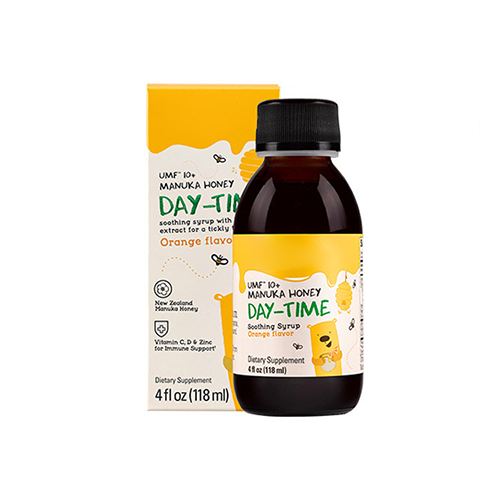 UMF™ 10+
MANUKA HONEY
DAY-TIM
soothing syrup with
extract for a tickly
Orange flavor
New Zealand
Manuka Honey
Vitamin C, D & Zinc
for Immune Support†
Dietary Supplement
4 fl oz (118 ml)
UMF™ 10+
MANUKA HONEY
DAY-TIME
Soothing Syrup
Orange flavor
Dietary Supplement
4 fl oz (118 ml)